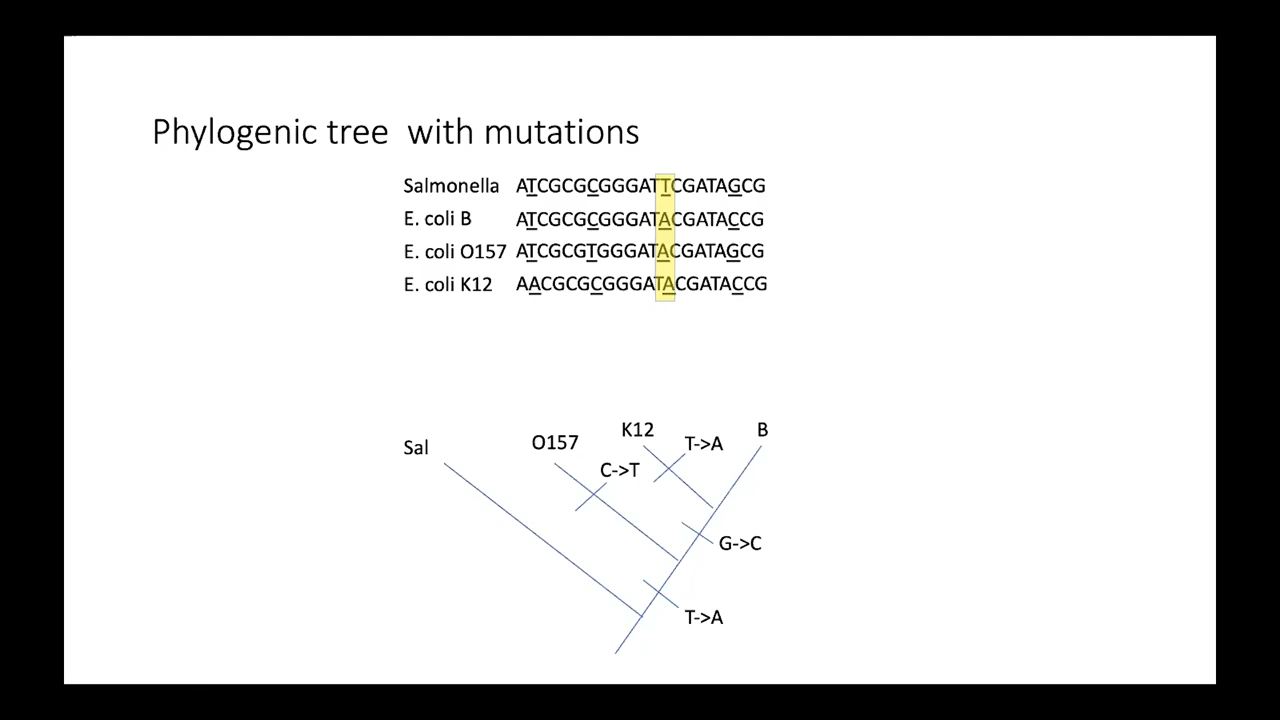 Phylogenic tree with mutations
Salmonella ATCGCGCGGGATTCGATAGCG
E. coli B ATCGCGCGGGATACGATACCG
E. coli O157 ATCGCGTGGGATACGATAGCG
E. coli K12 AACGCGCGGGATACGATACCG
Sal
O157
K12
T->A
B
C->T
G->C
T->A